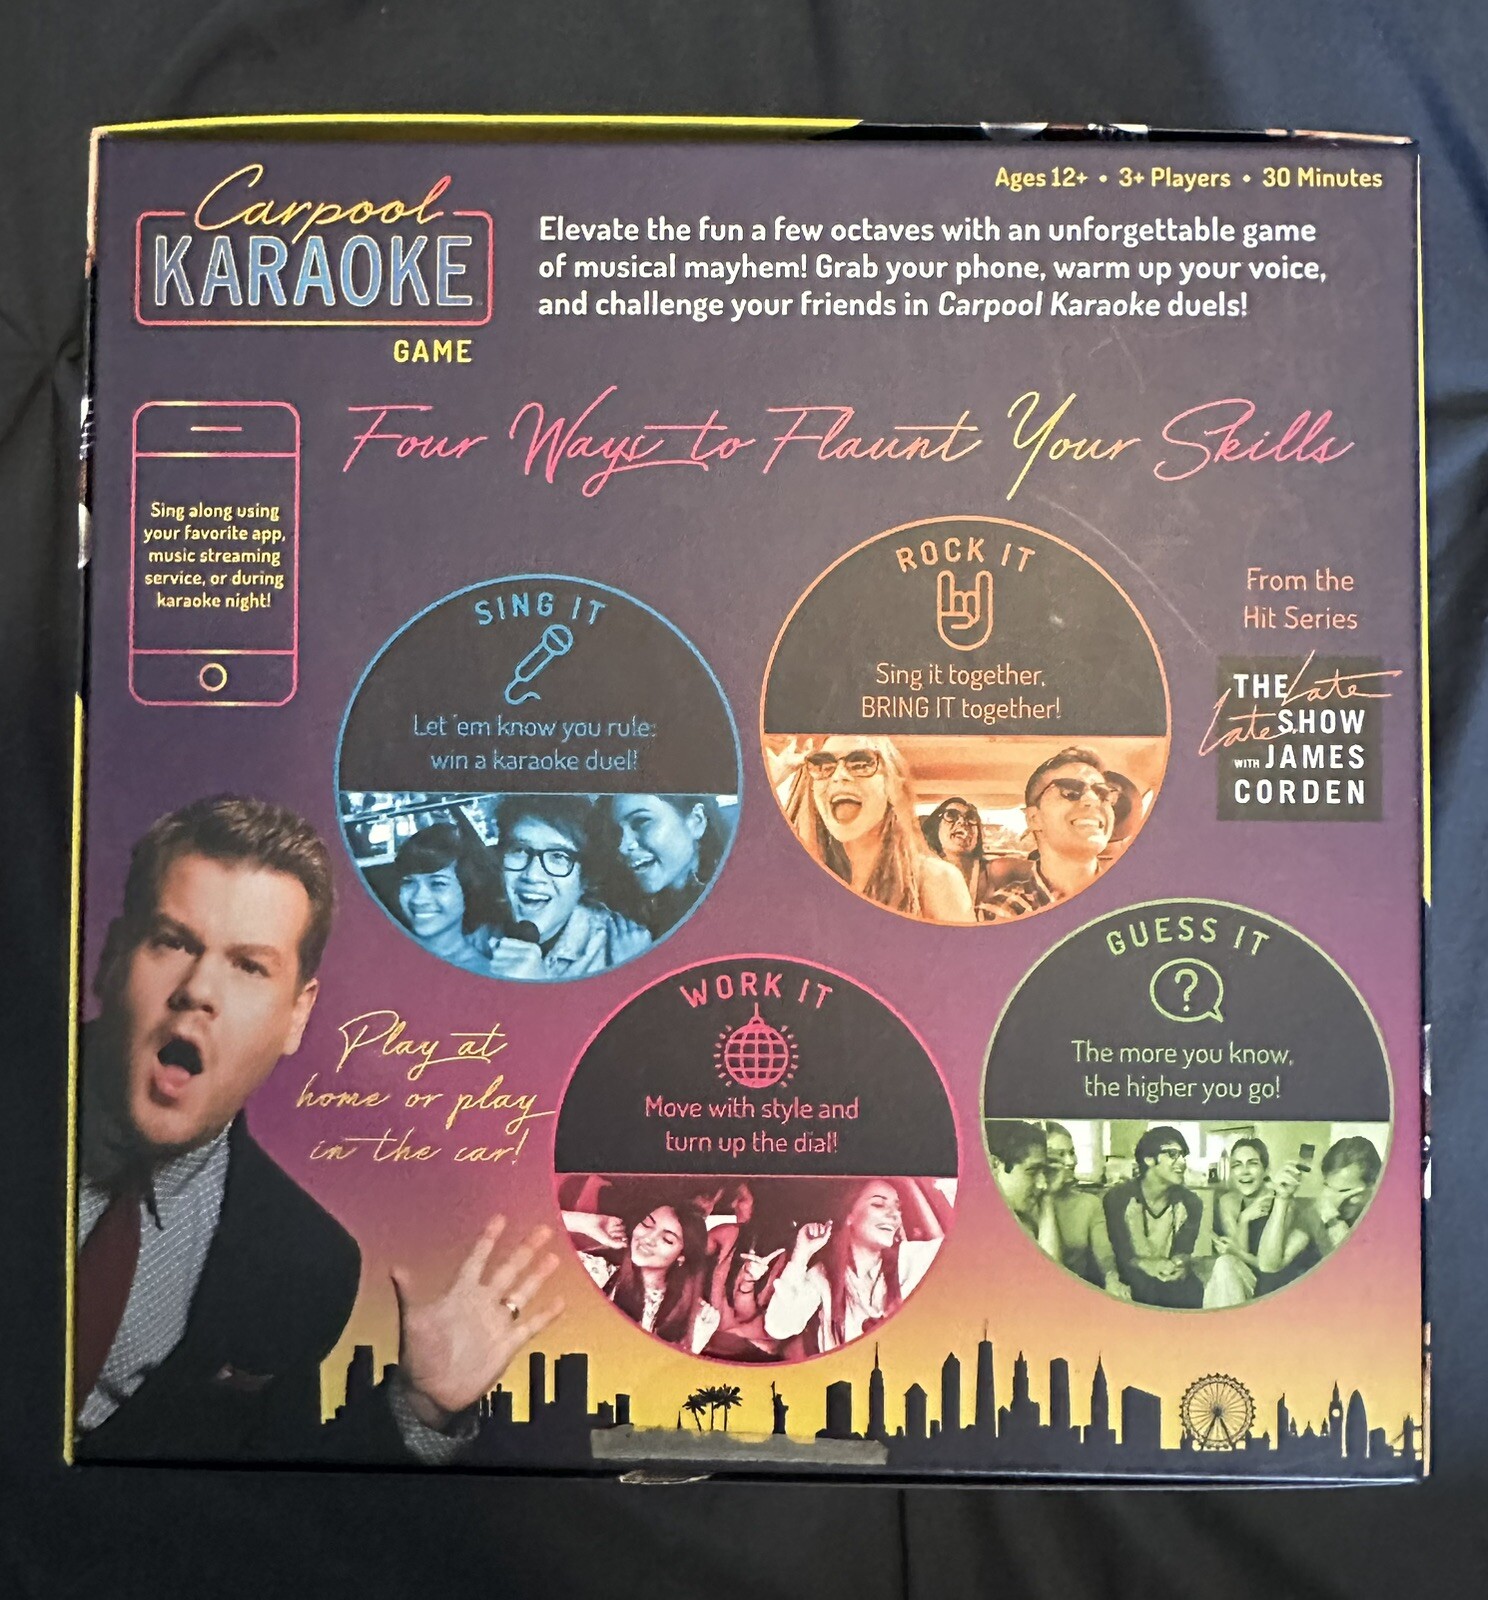 Carpool
KARAOKE
GAME
Ages 12+ • 3+ Players • 30 Minutes
Elevate the fun a few octaves with an unforgettable game
of musical mayhem! Grab your phone, warm up your voice,
and challenge your friends in Carpool Karaoke duels!
Four Ways to Flaunt Your Skills
Sing along using
your favorite app,
music streaming
service, or during
karaoke night!
SING IT
Let 'em know you rule:
win a karaoke duel!
ROCK IT
Sing it together,
BRING IT together!
From the
Hit Series
THE Late
Late SHOW
WITH JAMES
CORDEN
WORK IT
Move with style and
turn up the dial!
GUESS IT
?
The more you know,
the higher you go!
Play at
home or play
in the car!